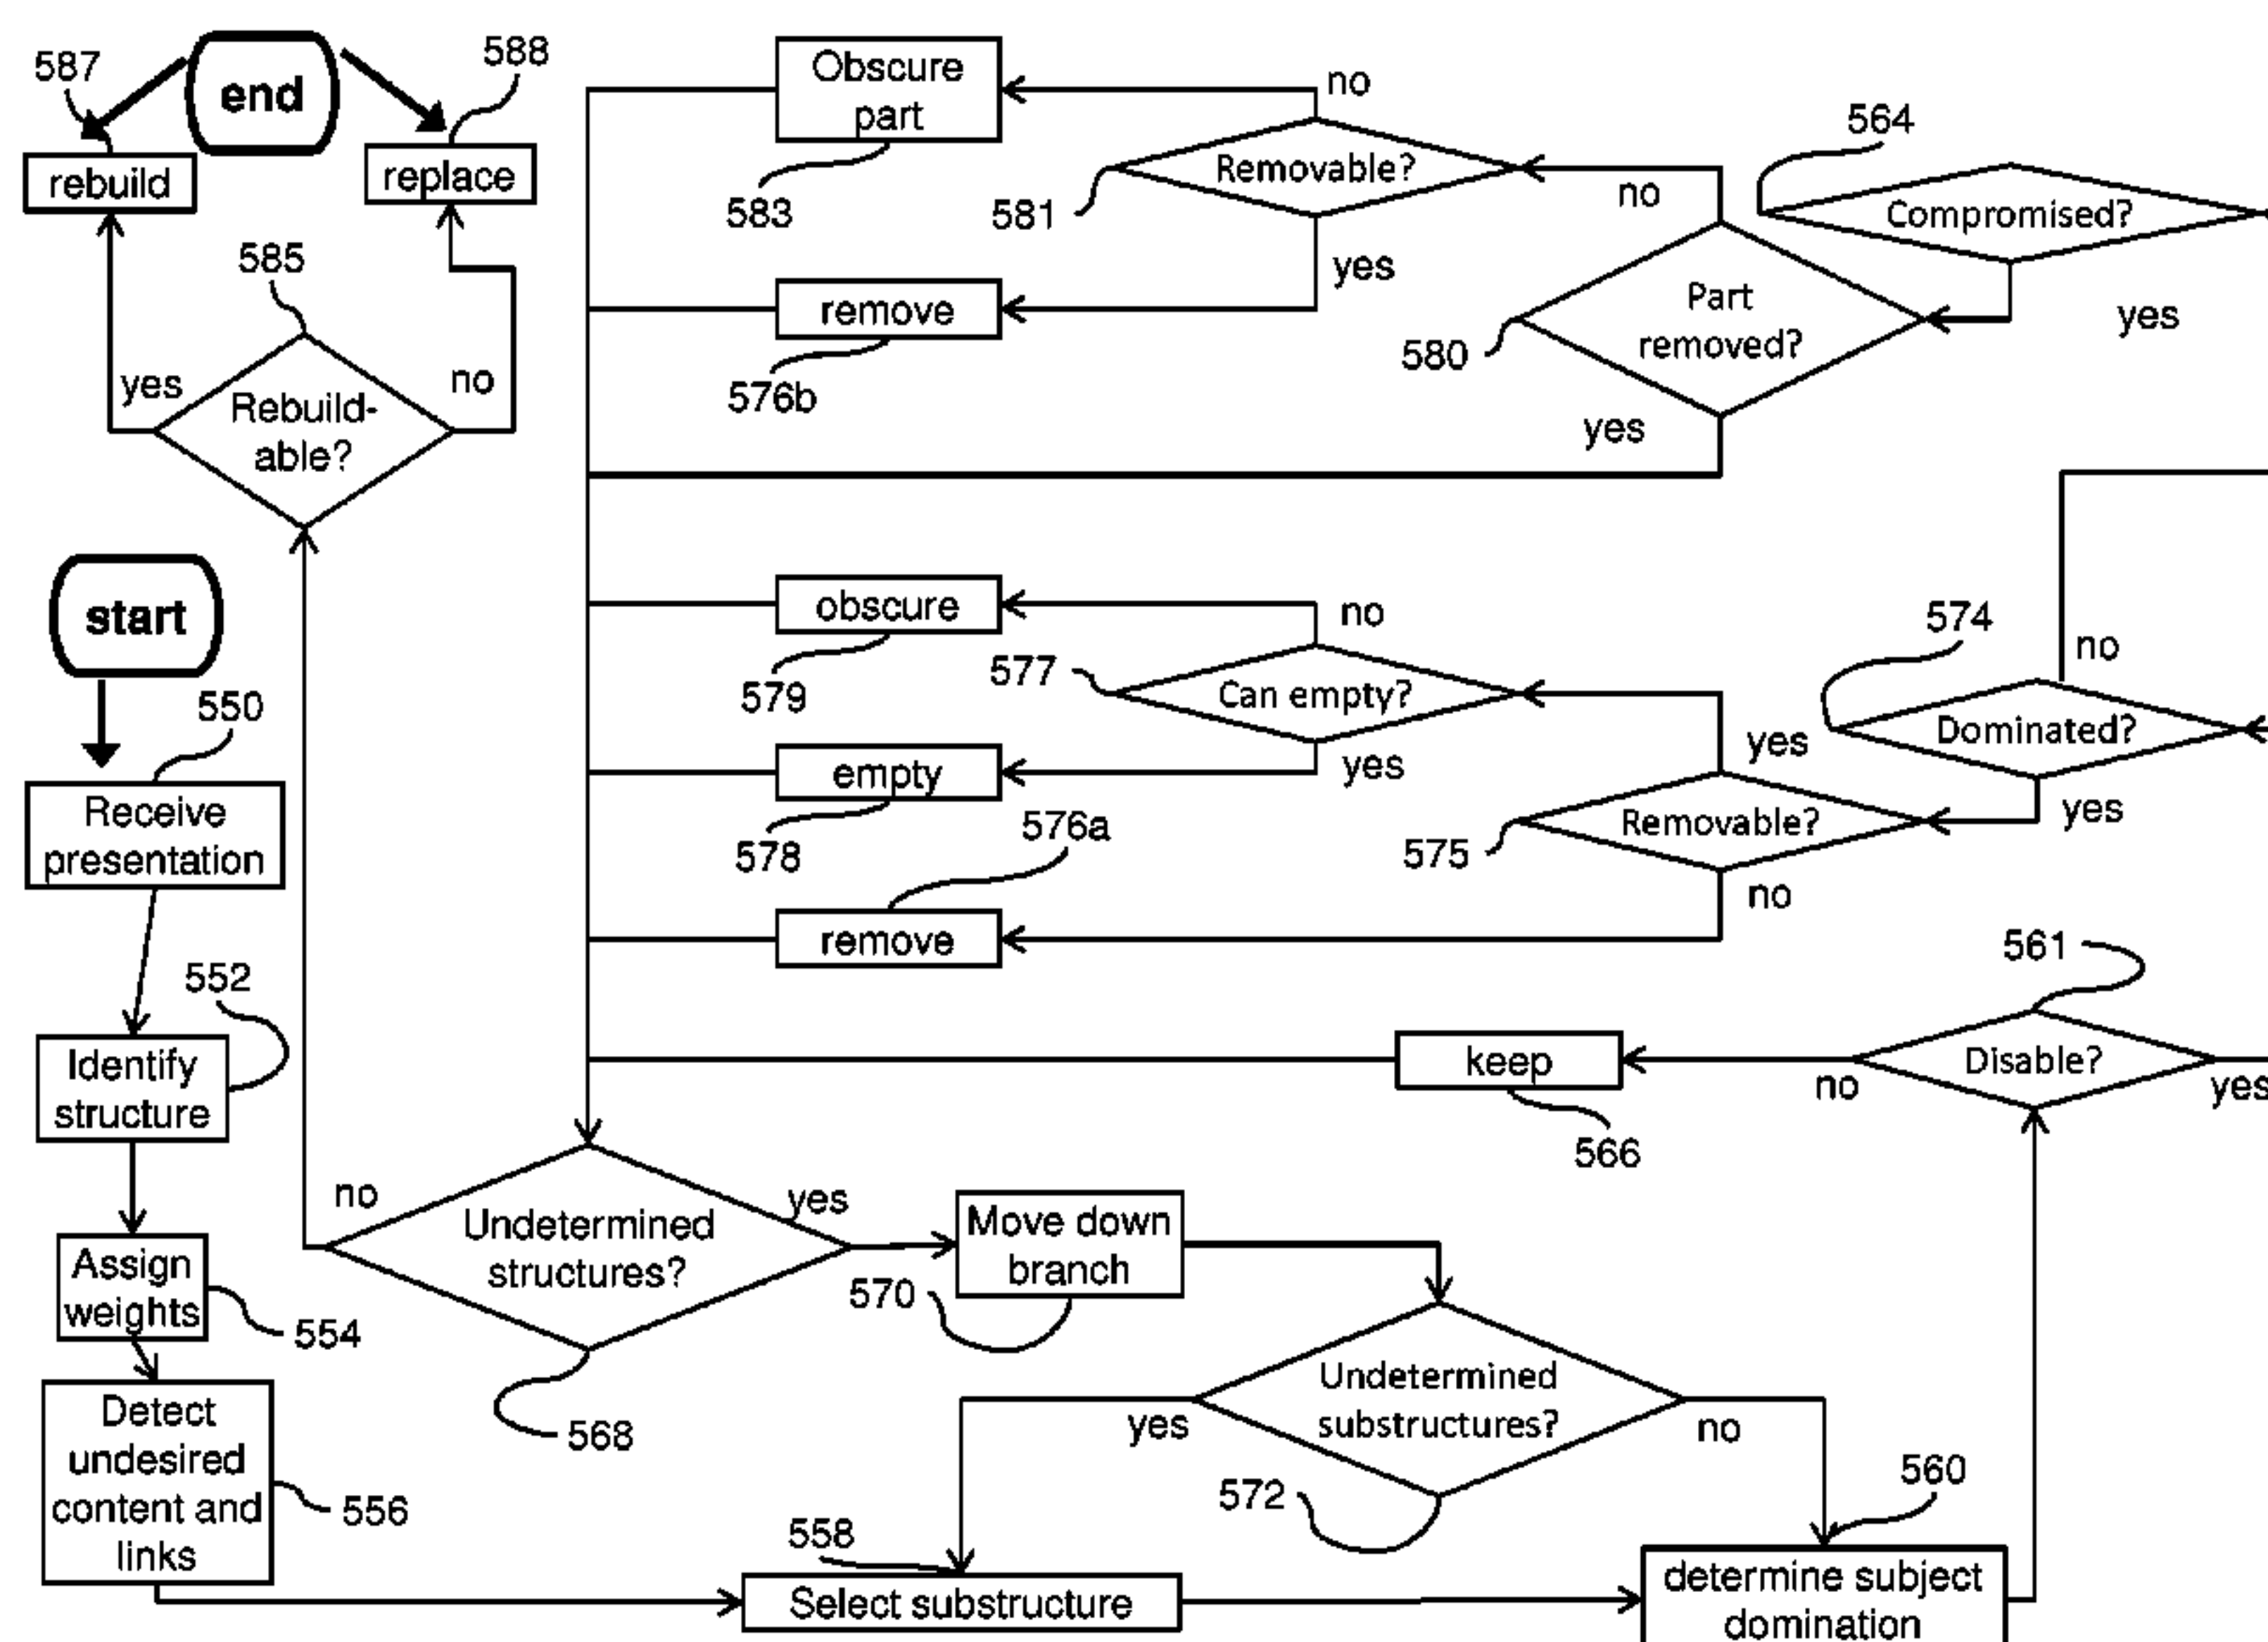 587
end
588
rebuild
replace
585
yes
no
Rebuild-
able?
Obscure
part
583
no
Removable?
581
yes
remove
576b
no
564
Compromised?
Part
removed?
580
yes
yes
start
550
Receive
presentation
552
Identify
structure
Assign
weights
554
Detect
undesired
content and
links
556
obscure
579
no
577
Can empty?
yes
empty
578
576a
remove
yes
Removable?
575
no
574
no
Dominated?
yes
561
Disable?
no
yes
keep
566
no
Undetermined
structures?
yes
568
Move down
branch
570
Undetermined
substructures?
yes
no
572
558
Select substructure
560
determine subject
domination